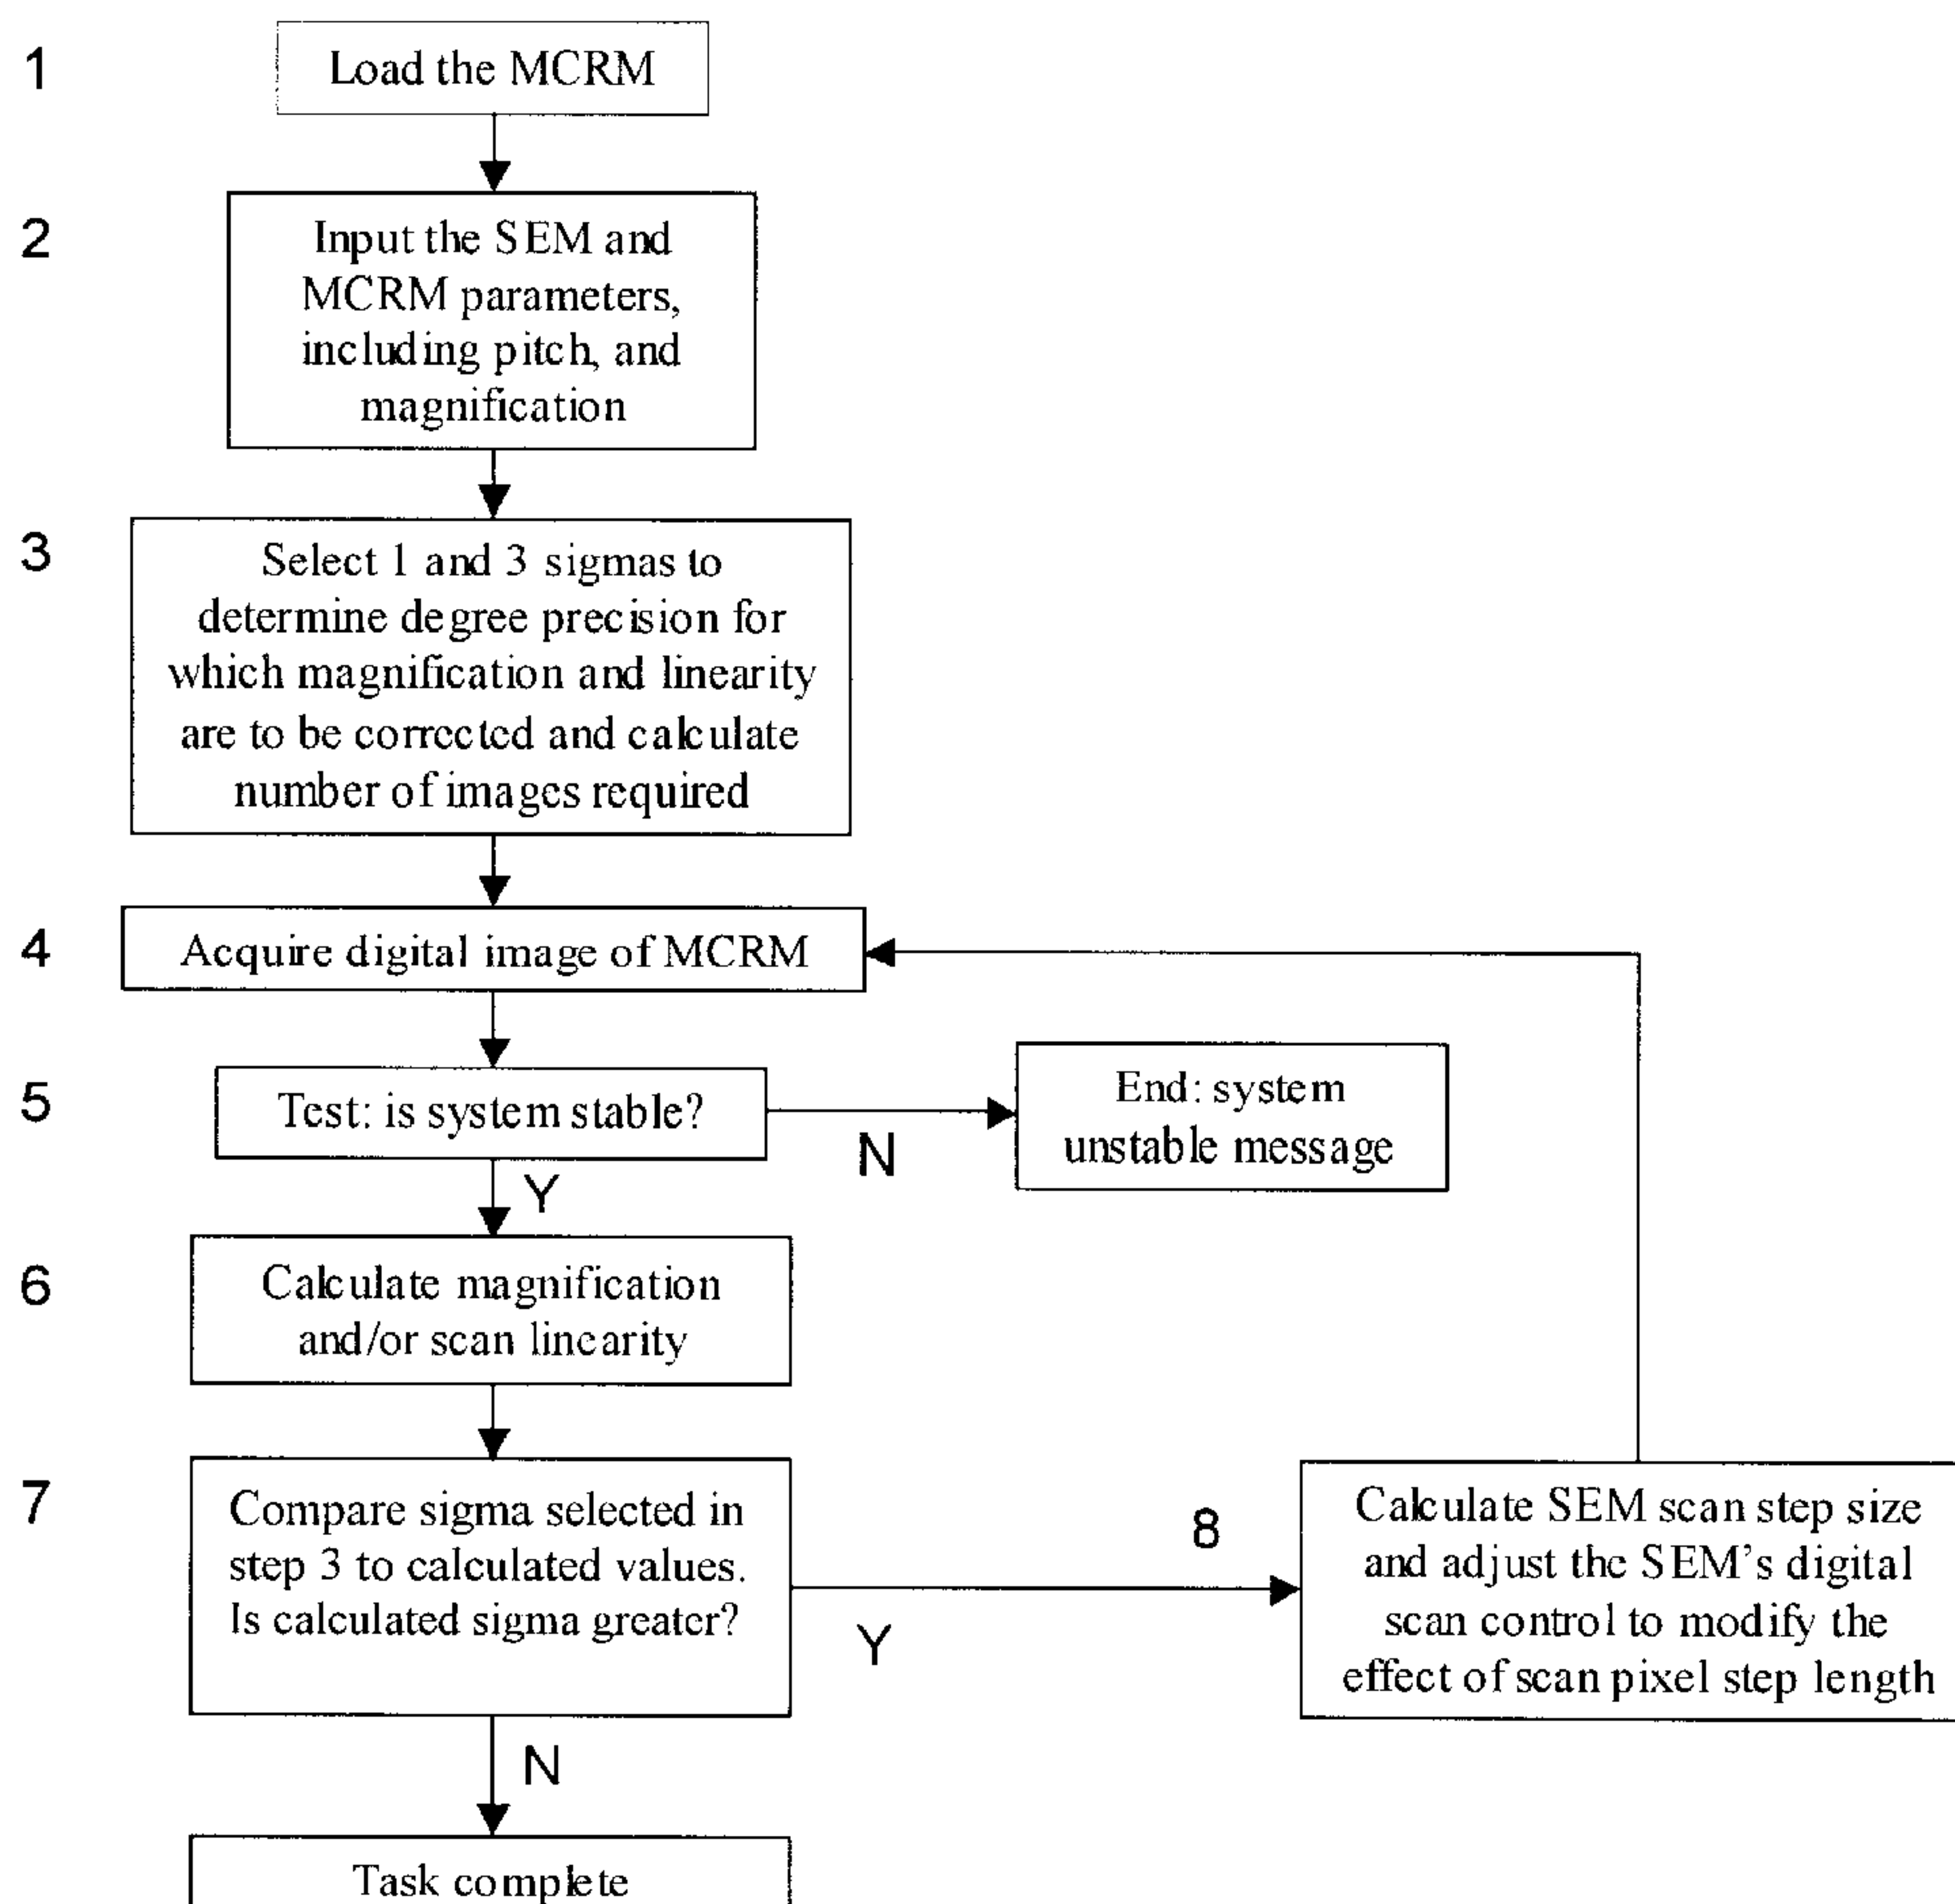 1
Load the MCRM
2
Input the SEM and
MCRM parameters,
including pitch, and
magnification
3
Select 1 and 3 sigmas to
determine degree precision for
which magnification and linearity
are to be corrected and calculate
number of images required
4
Acquire digital image of MCRM
5
Test: is system stable?
N
End: system
unstable message
Y
6
Calculate magnification
and/or scan linearity
7
Compare sigma selected in
step 3 to calculated values.
Is calculated sigma greater?
Y
8
Calculate SEM scan step size
and adjust the SEM's digital
scan control to modify the
effect of scan pixel step length
N
Task complete